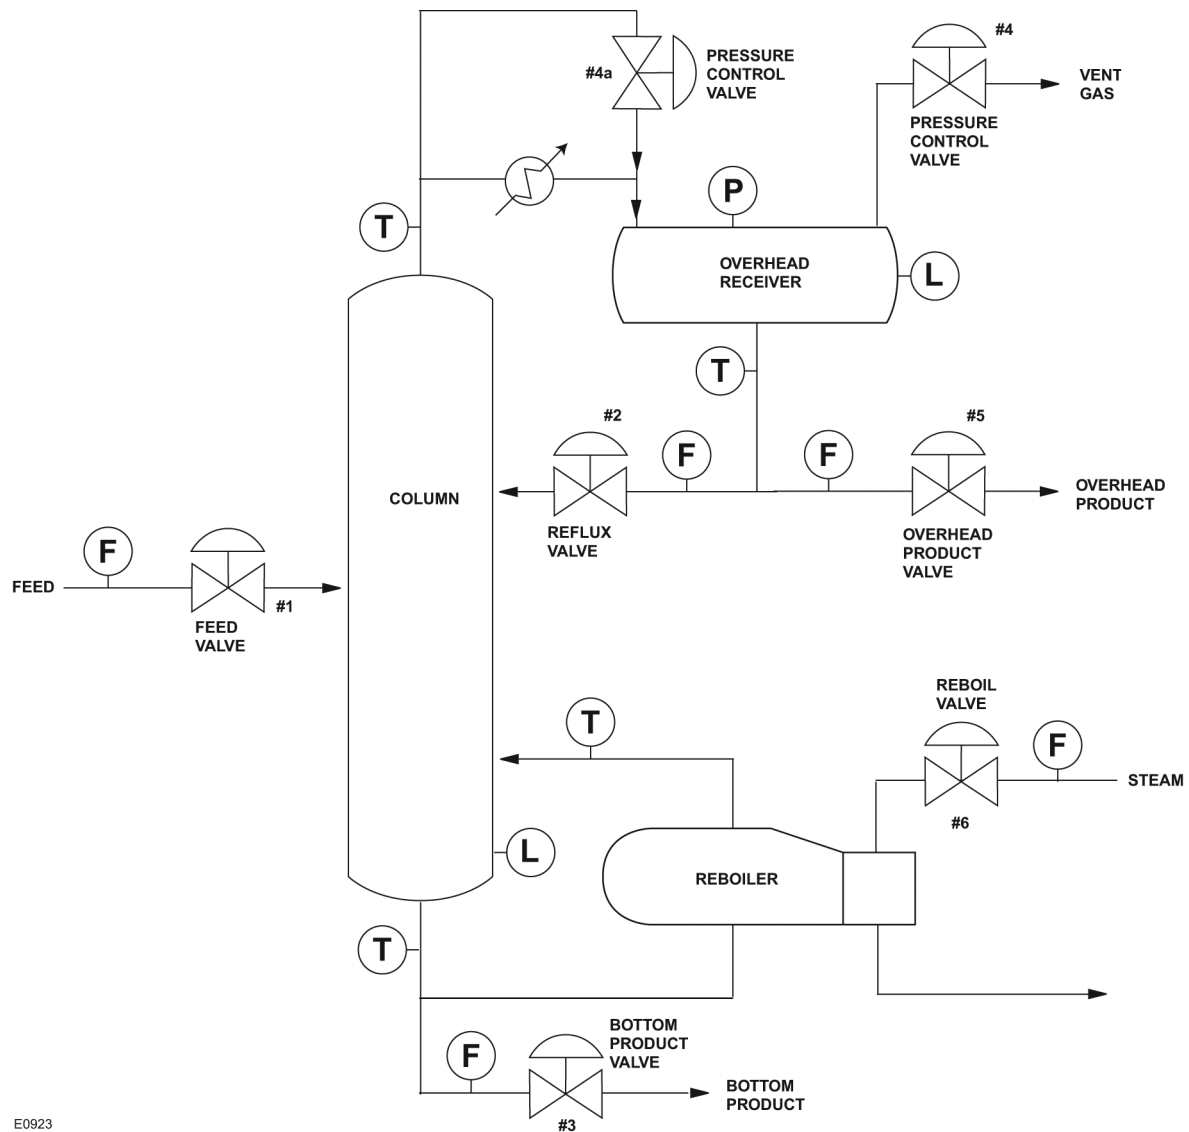 #4
PRESSURE
CONTROL
VALVE
#4a
VENT
GAS
PRESSURE
CONTROL
VALVE
P
T
OVERHEAD
RECEIVER
L
T
#2
#5
F
F
COLUMN
OVERHEAD
PRODUCT
REFLUX
VALVE
OVERHEAD
PRODUCT
VALVE
F
FEED
#1
FEED
VALVE
REBOIL
VALVE
T
F
STEAM
#6
L
REBOILER
T
BOTTOM
PRODUCT
VALVE
F
BOTTOM
PRODUCT
#3
E0923